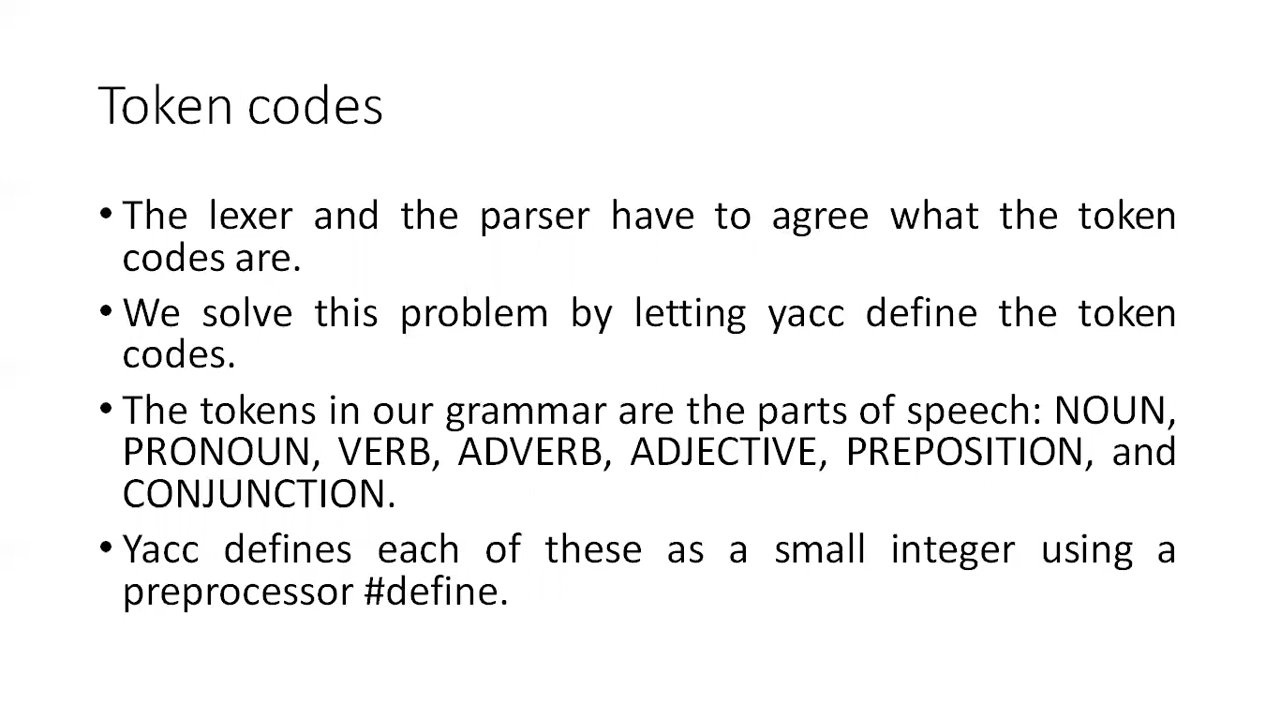 Token codes
• The lexer and the parser have to agree what the token
codes are.
• We solve this problem by letting yacc define the token
codes.
• The tokens in our grammar are the parts of speech: NOUN,
PRONOUN, VERB, ADVERB, ADJECTIVE, PREPOSITION, and
CONJUNCTION.
• Yacc defines each of these as a small integer using a
preprocessor #define.